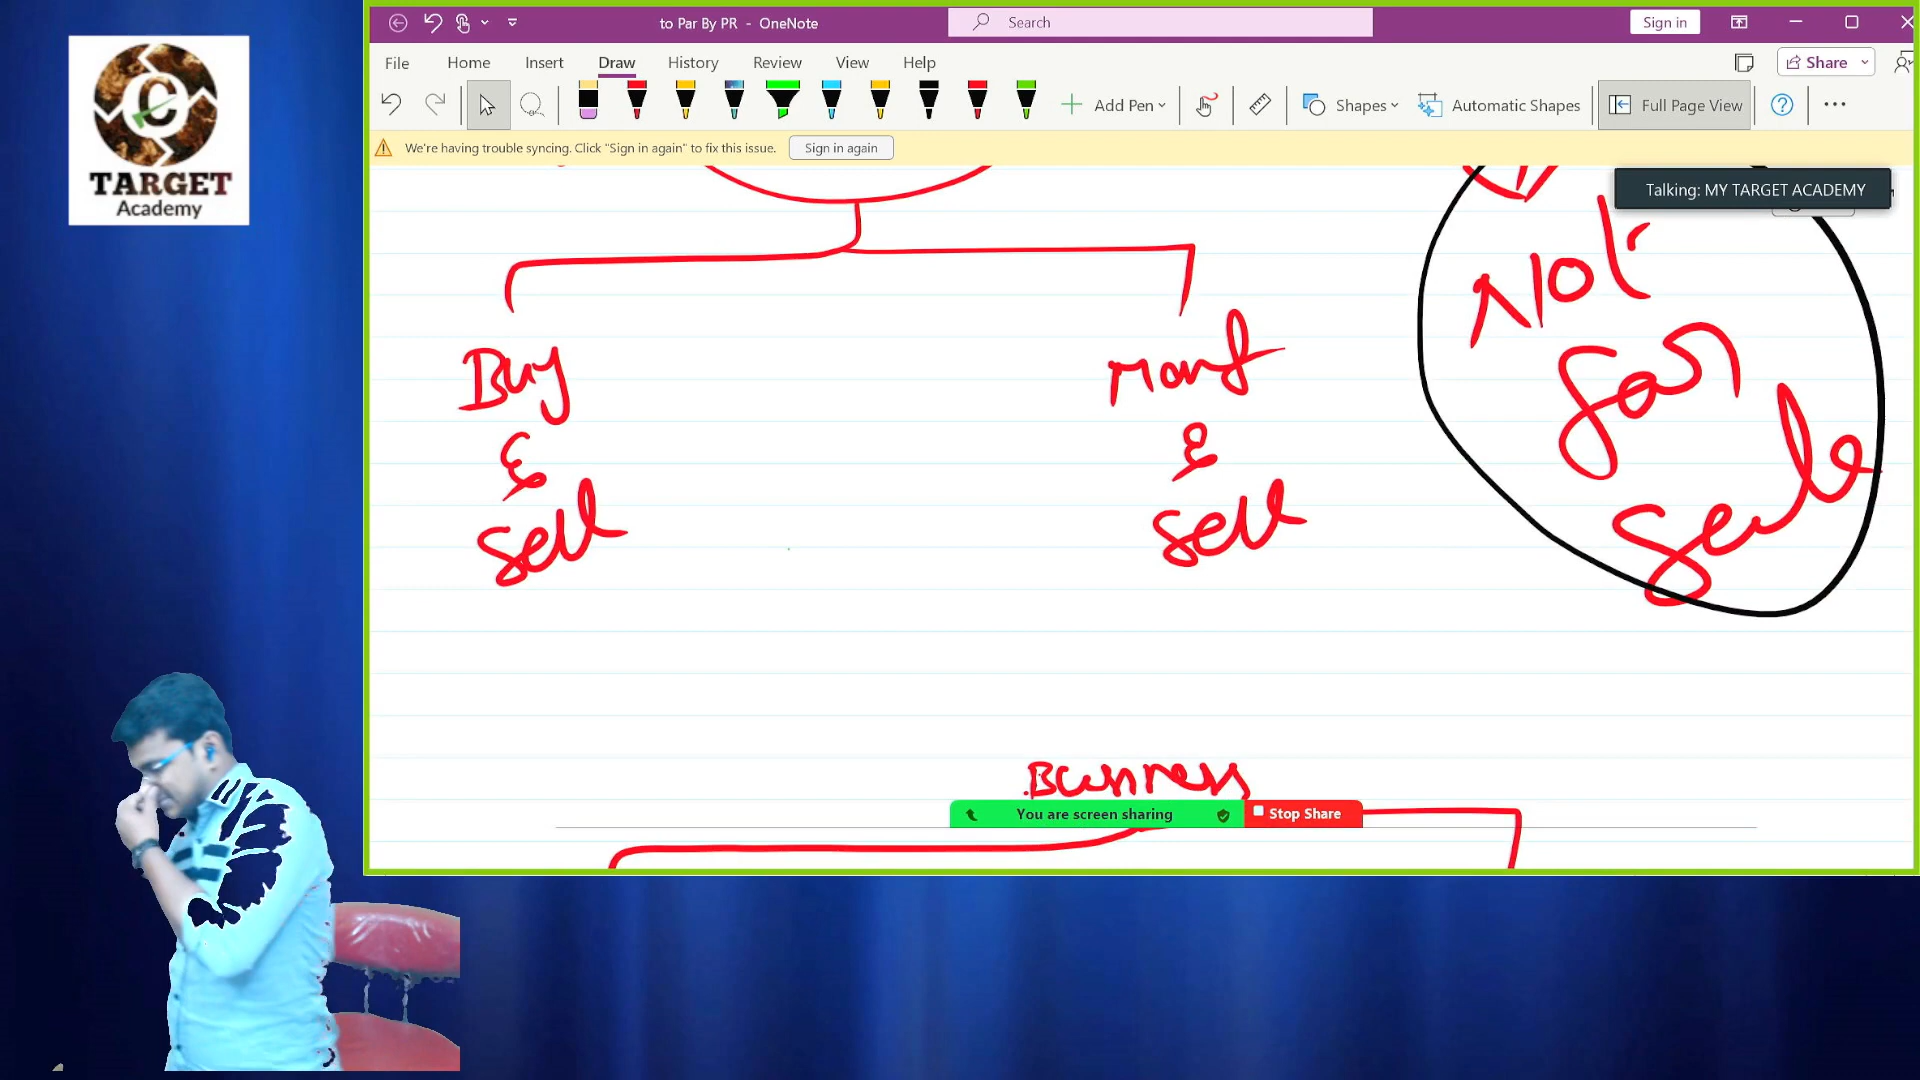 TARGET
Academy
to Par By PR - OneNote
Search
Sign in
File Home Insert Draw History Review View Help
Share
Add Pen
Shapes
Automatic Shapes
Full Page View
We're having trouble syncing. Click "Sign in again" to fix this issue.
Sign in again
Talking: MY TARGET ACADEMY
Not
for
Sale
Buy
&
Sell
Manf
&
Sell
Business
You are screen sharing
Stop Share